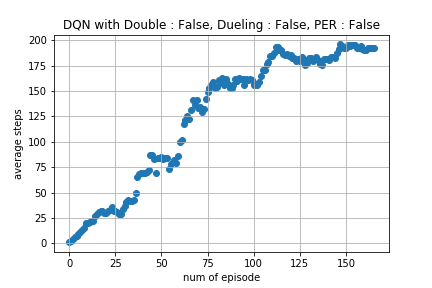 DQN with Double : False, Dueling : False, PER : False
200
175
150
125
100
75
50
25
0
average steps
0 25 50 75 100 125 150
num of episode